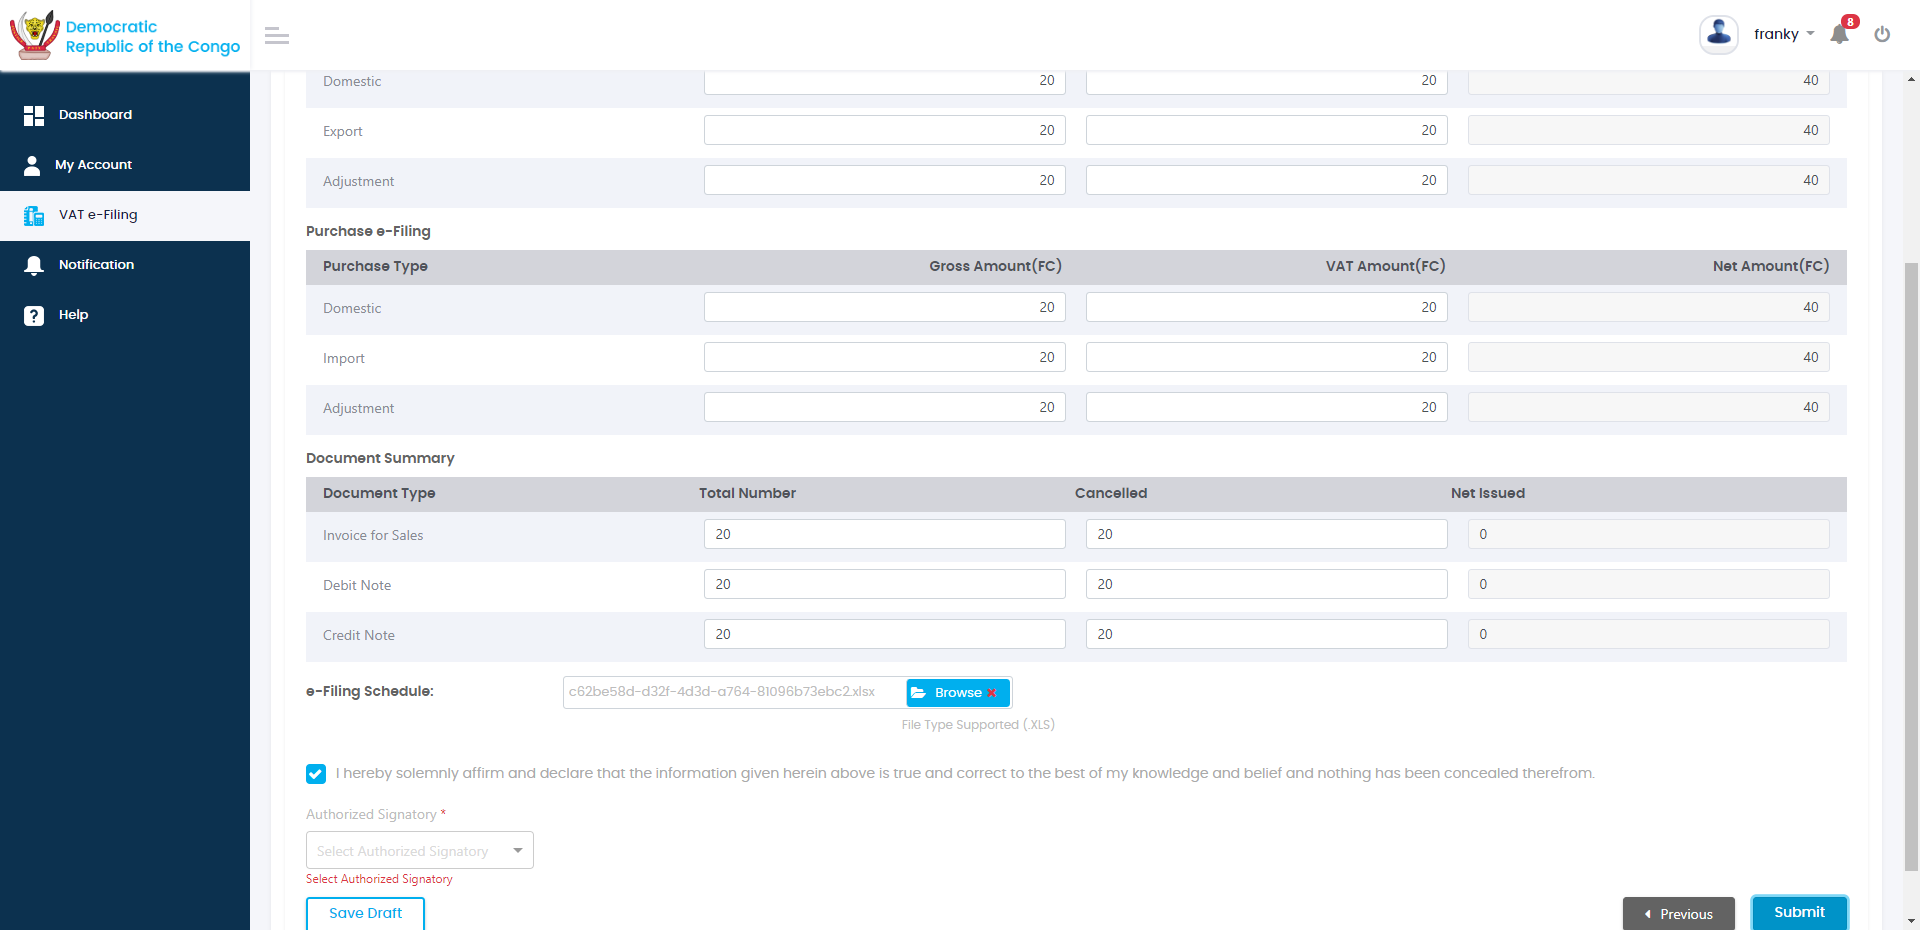 Democratic
Republic of the Congo
franky
8
Dashboard
My Account
VAT e-Filing
Notification
Help
Domestic 20 20 40
Export 20 20 40
Adjustment 20 20 40
Purchase e-Filing
Purchase Type Gross Amount(FC) VAT Amount(FC) Net Amount(FC)
Domestic 20 20 40
Import 20 20 40
Adjustment 20 20 40
Document Summary
Document Type Total Number Cancelled Net Issued
Invoice for Sales 20 20 0
Debit Note 20 20 0
Credit Note 20 20 0
e-Filing Schedule: c62be58d-d32f-4d3d-a764-81096b73ebc2.xlsx Browse
File Type Supported (.XLS)
I hereby solemnly affirm and declare that the information given herein above is true and correct to the best of my knowledge and belief and nothing has been concealed therefrom.
Authorized Signatory *
Select Authorized Signatory
Select Authorized Signatory
Save Draft Previous Submit